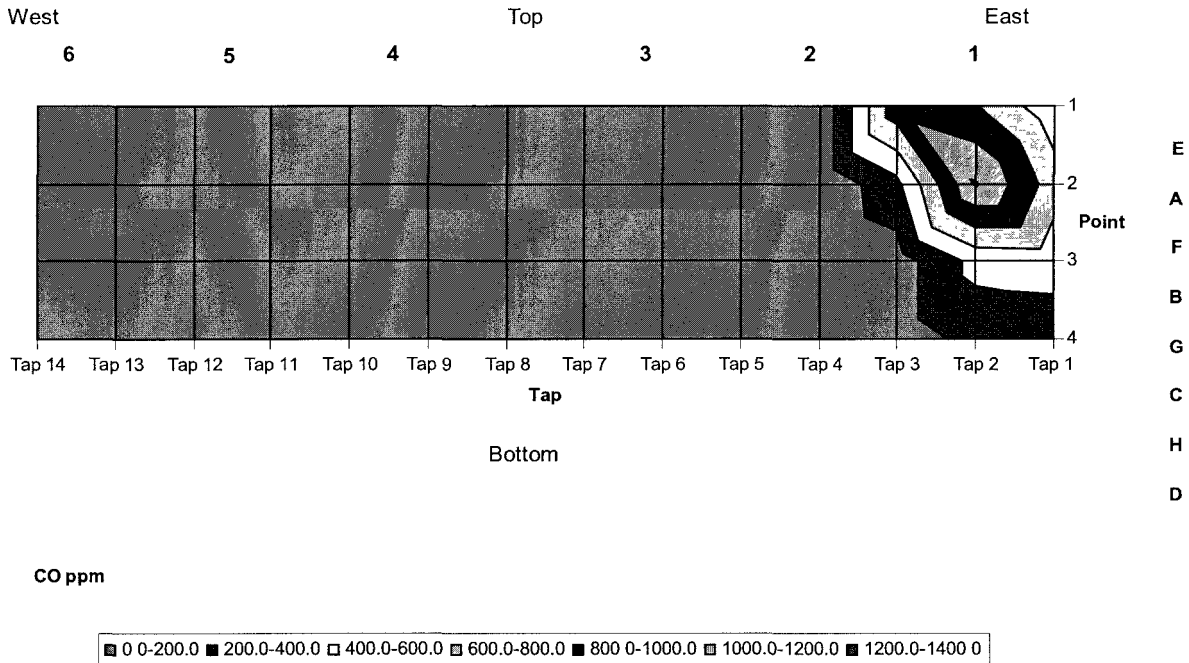 West Top East
6 5 4 3 2 1
1
E
2
A
Point
F
3
B
4
G
Tap 14 Tap 13 Tap 12 Tap 11 Tap 10 Tap 9 Tap 8 Tap 7 Tap 6 Tap 5 Tap 4 Tap 3 Tap 2 Tap 1
C
Tap
H
Bottom
D
CO ppm
0 0-200.0 200.0-400.0 400.0-600.0 600.0-800.0 800 0-1000.0 1000.0-1200.0 1200.0-1400 0